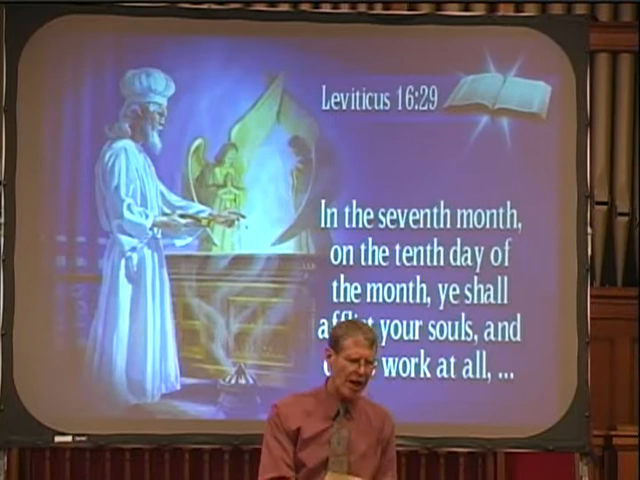 Leviticus 16:29
In the seventh month,
on the tenth day of
the month, ye shall
afflict your souls, and
work at all, ...